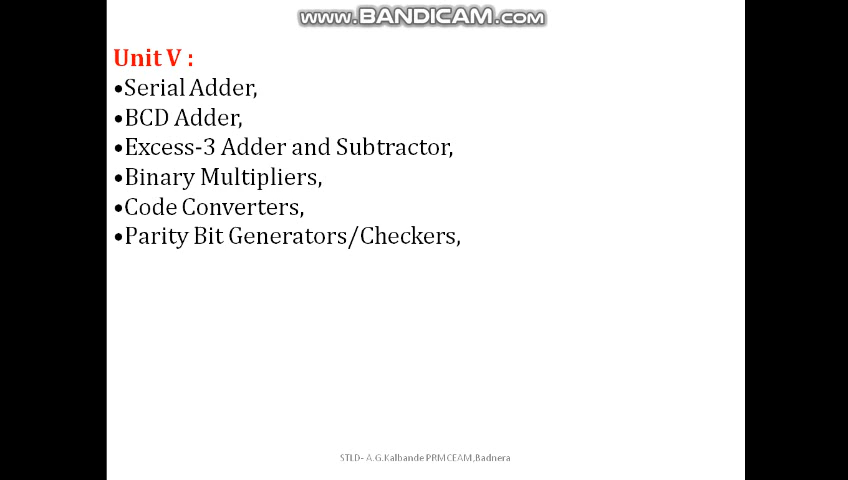 www.BANDICAM.com
Unit V :
•Serial Adder,
•BCD Adder,
•Excess-3 Adder and Subtractor,
•Binary Multipliers,
•Code Converters,
•Parity Bit Generators/Checkers,
STLD- A.G.Kalbande PRMCEAM,Badnera